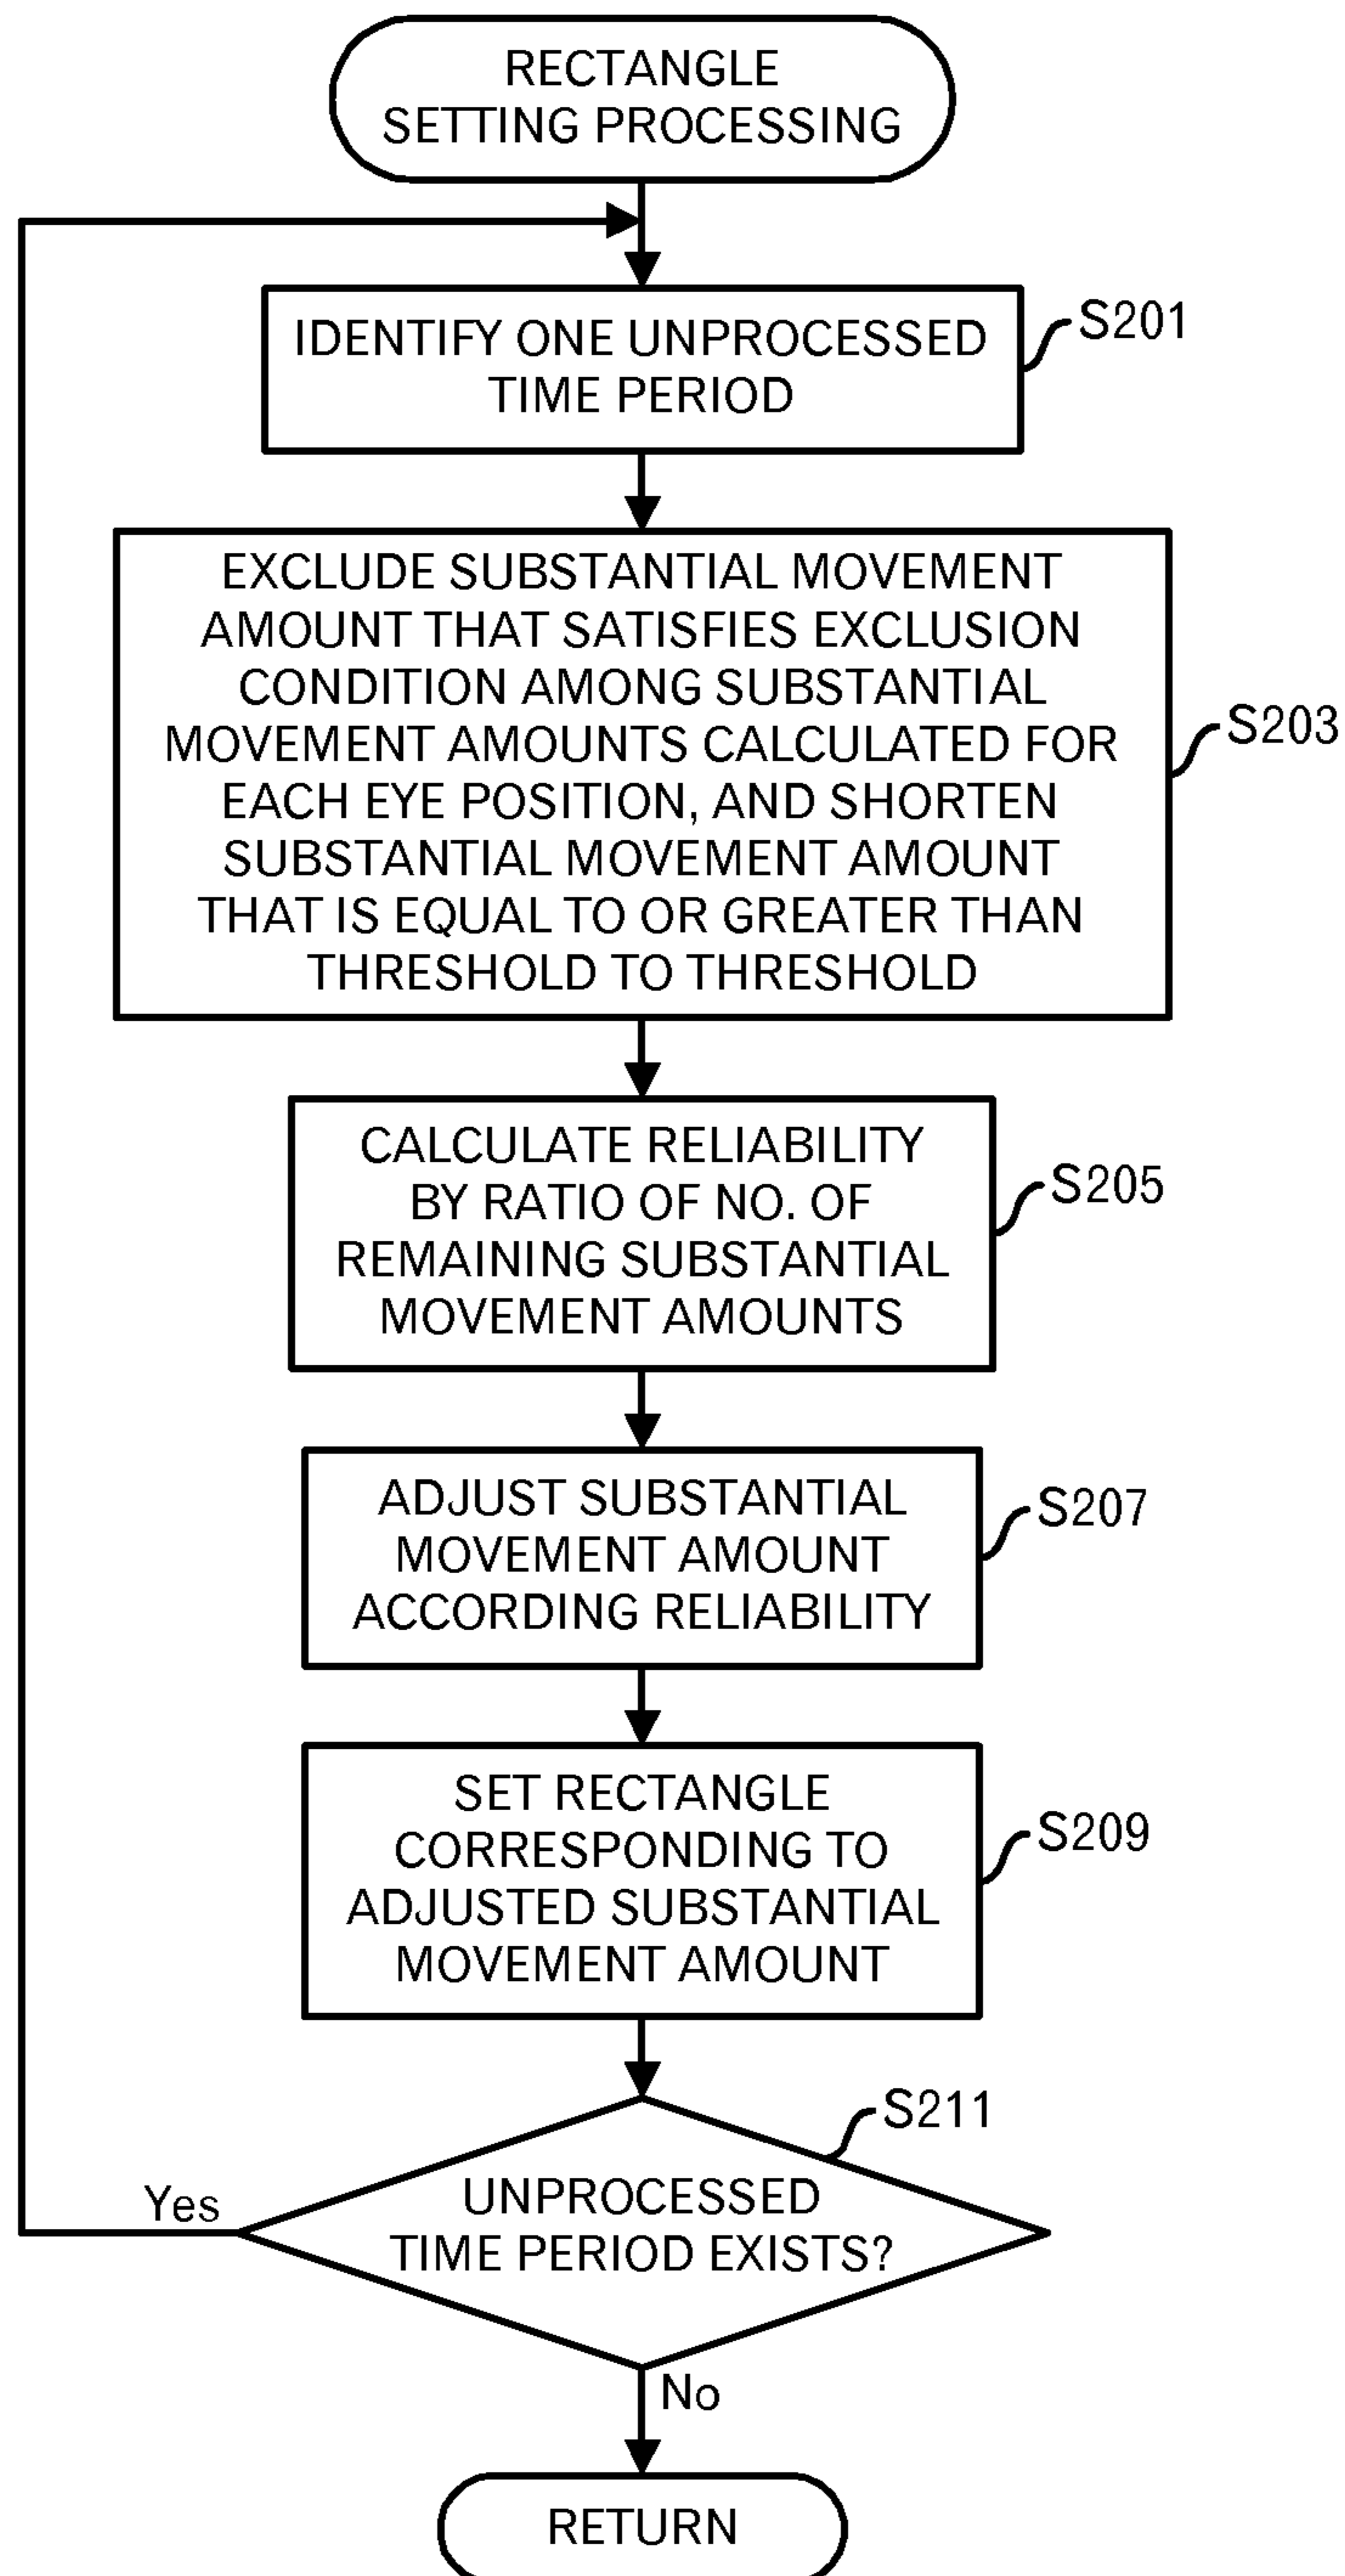 RECTANGLE
SETTING PROCESSING
IDENTIFY ONE UNPROCESSED
TIME PERIOD
S201
EXCLUDE SUBSTANTIAL MOVEMENT
AMOUNT THAT SATISFIES EXCLUSION
CONDITION AMONG SUBSTANTIAL
MOVEMENT AMOUNTS CALCULATED FOR
EACH EYE POSITION, AND SHORTEN
SUBSTANTIAL MOVEMENT AMOUNT
THAT IS EQUAL TO OR GREATER THAN
THRESHOLD TO THRESHOLD
S203
CALCULATE RELIABILITY
BY RATIO OF NO. OF
REMAINING SUBSTANTIAL
MOVEMENT AMOUNTS
S205
ADJUST SUBSTANTIAL
MOVEMENT AMOUNT
ACCORDING RELIABILITY
S207
SET RECTANGLE
CORRESPONDING TO
ADJUSTED SUBSTANTIAL
MOVEMENT AMOUNT
S209
S211
UNPROCESSED
TIME PERIOD EXISTS?
Yes
No
RETURN